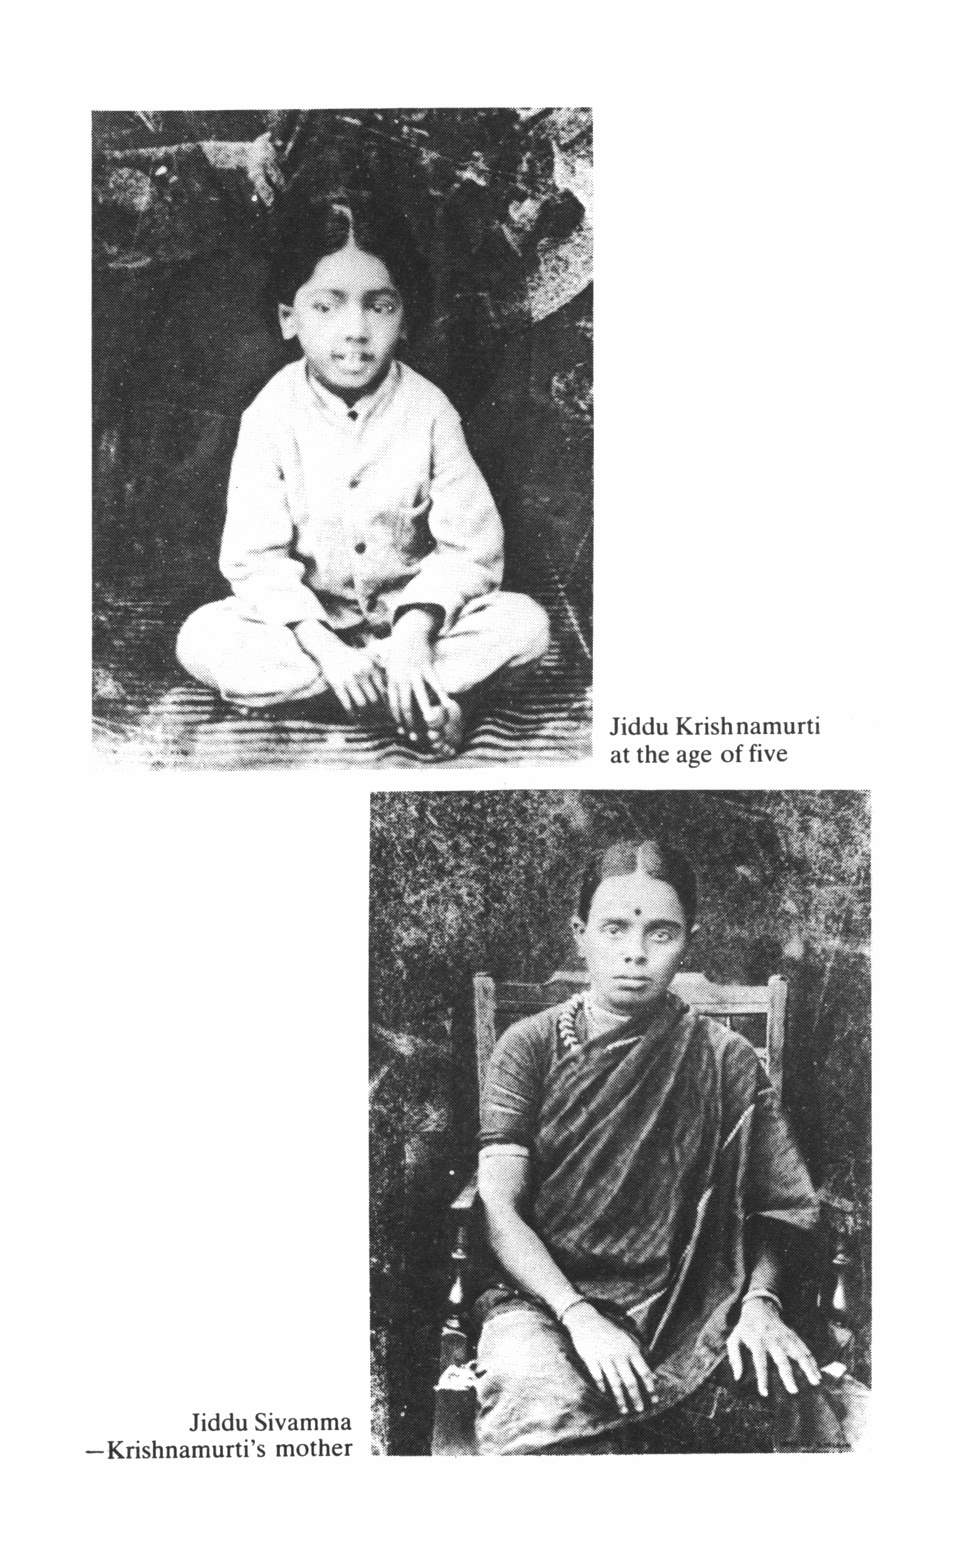 Jiddu Krishnamurti
at the age of five
Jiddu Sivamma
—Krishnamurti's mother